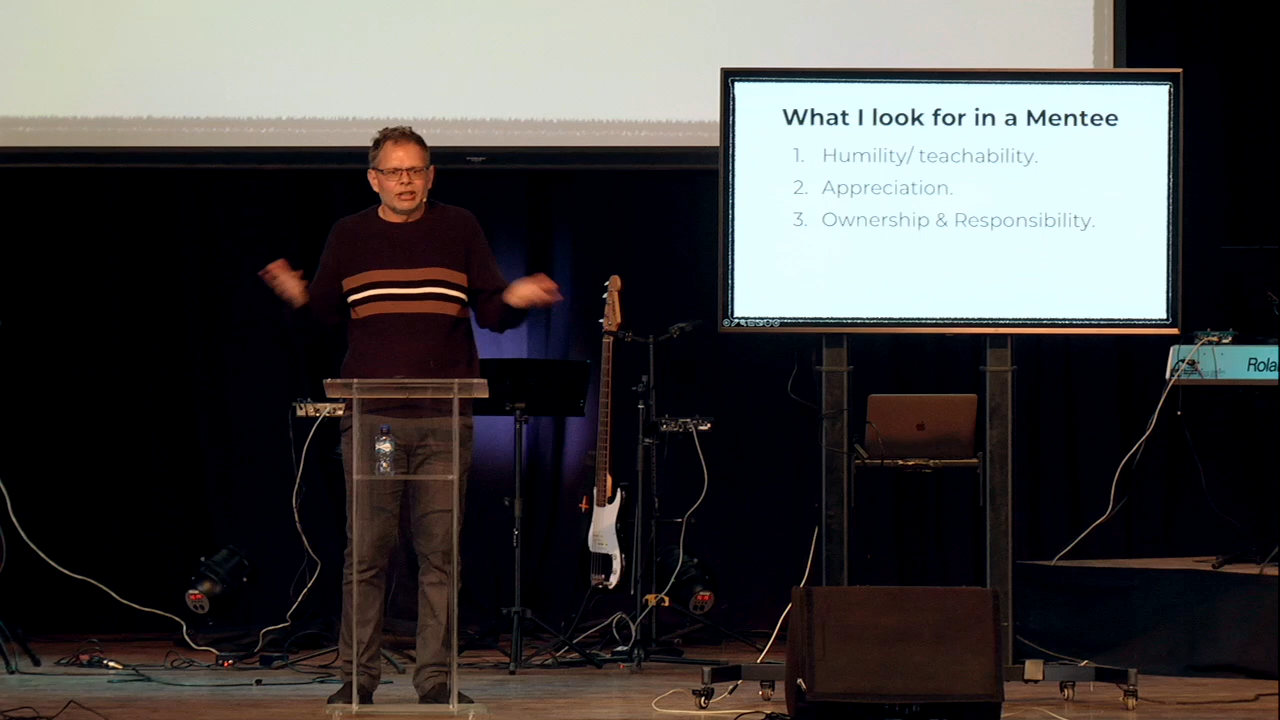 What I look for in a Mentee
1. Humility/ teachability.
2. Appreciation.
3. Ownership & Responsibility.
Rola